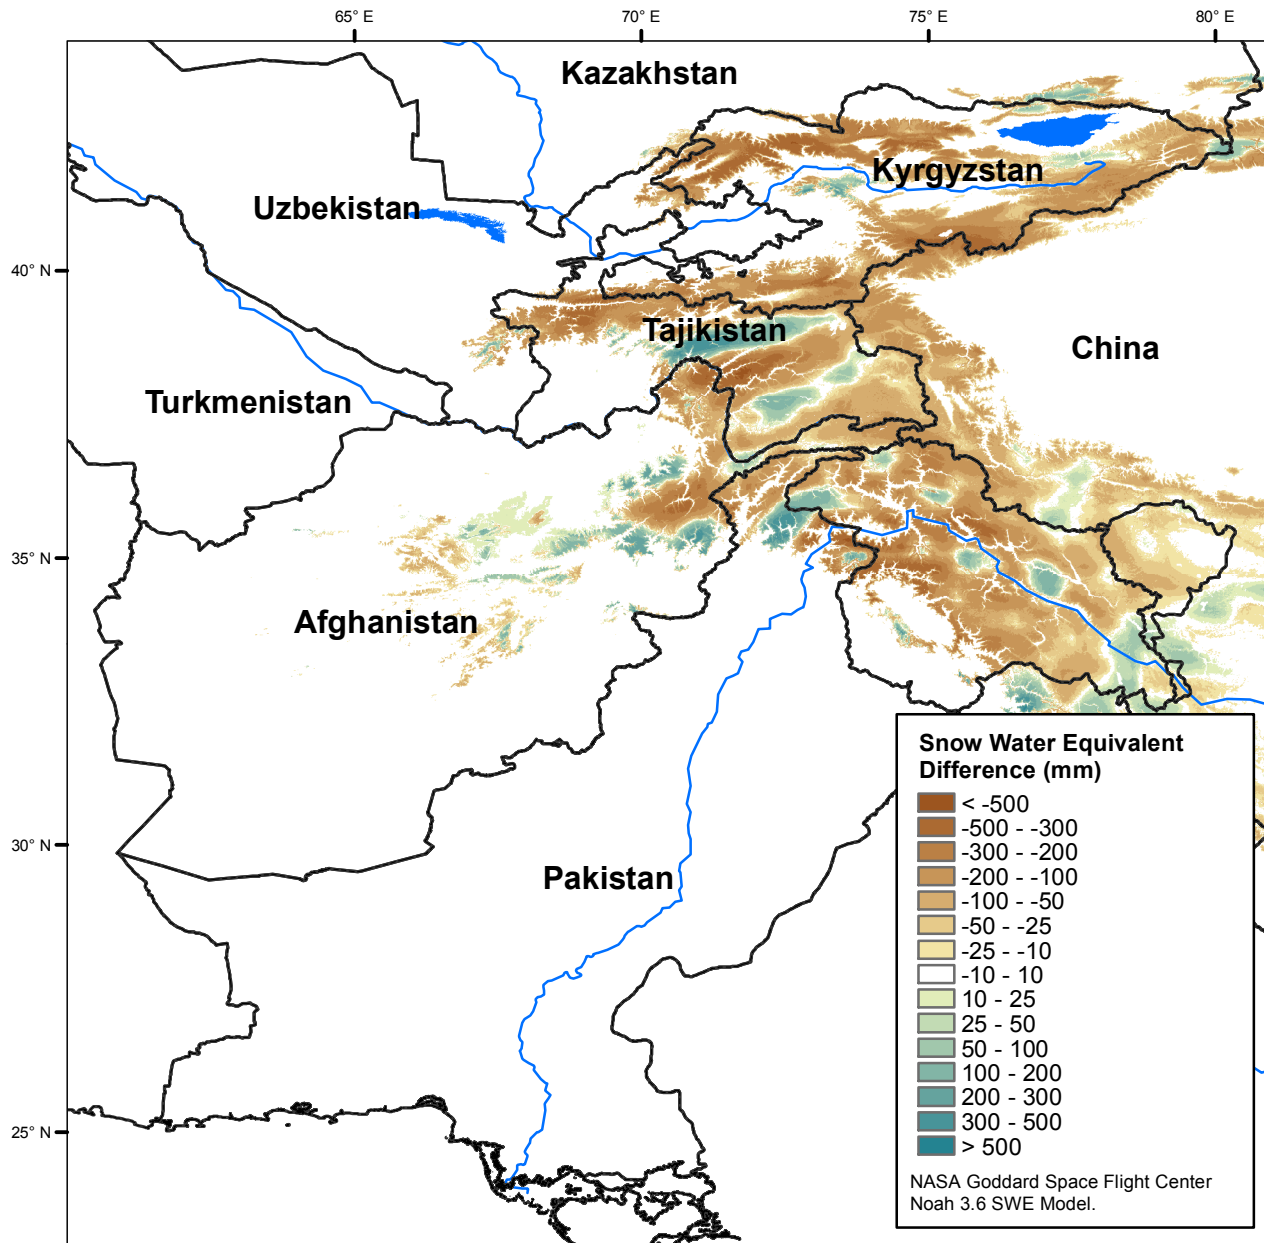 65° E
70° E
75° E
80° E
Kazakhstan
Kyrgyzstan
Uzbekistan
40° N
Tajikistan
China
Turkmenistan
35° N
Afghanistan
Snow Water Equivalent
Difference (mm)
< -500
-500 - -300
-300 - -200
-200 - -100
-100 - -50
-50 - -25
-25 - -10
-10 - 10
10 - 25
25 - 50
50 - 100
100 - 200
200 - 300
300 - 500
> 500
30° N
Pakistan
25° N
NASA Goddard Space Flight Center
Noah 3.6 SWE Model.